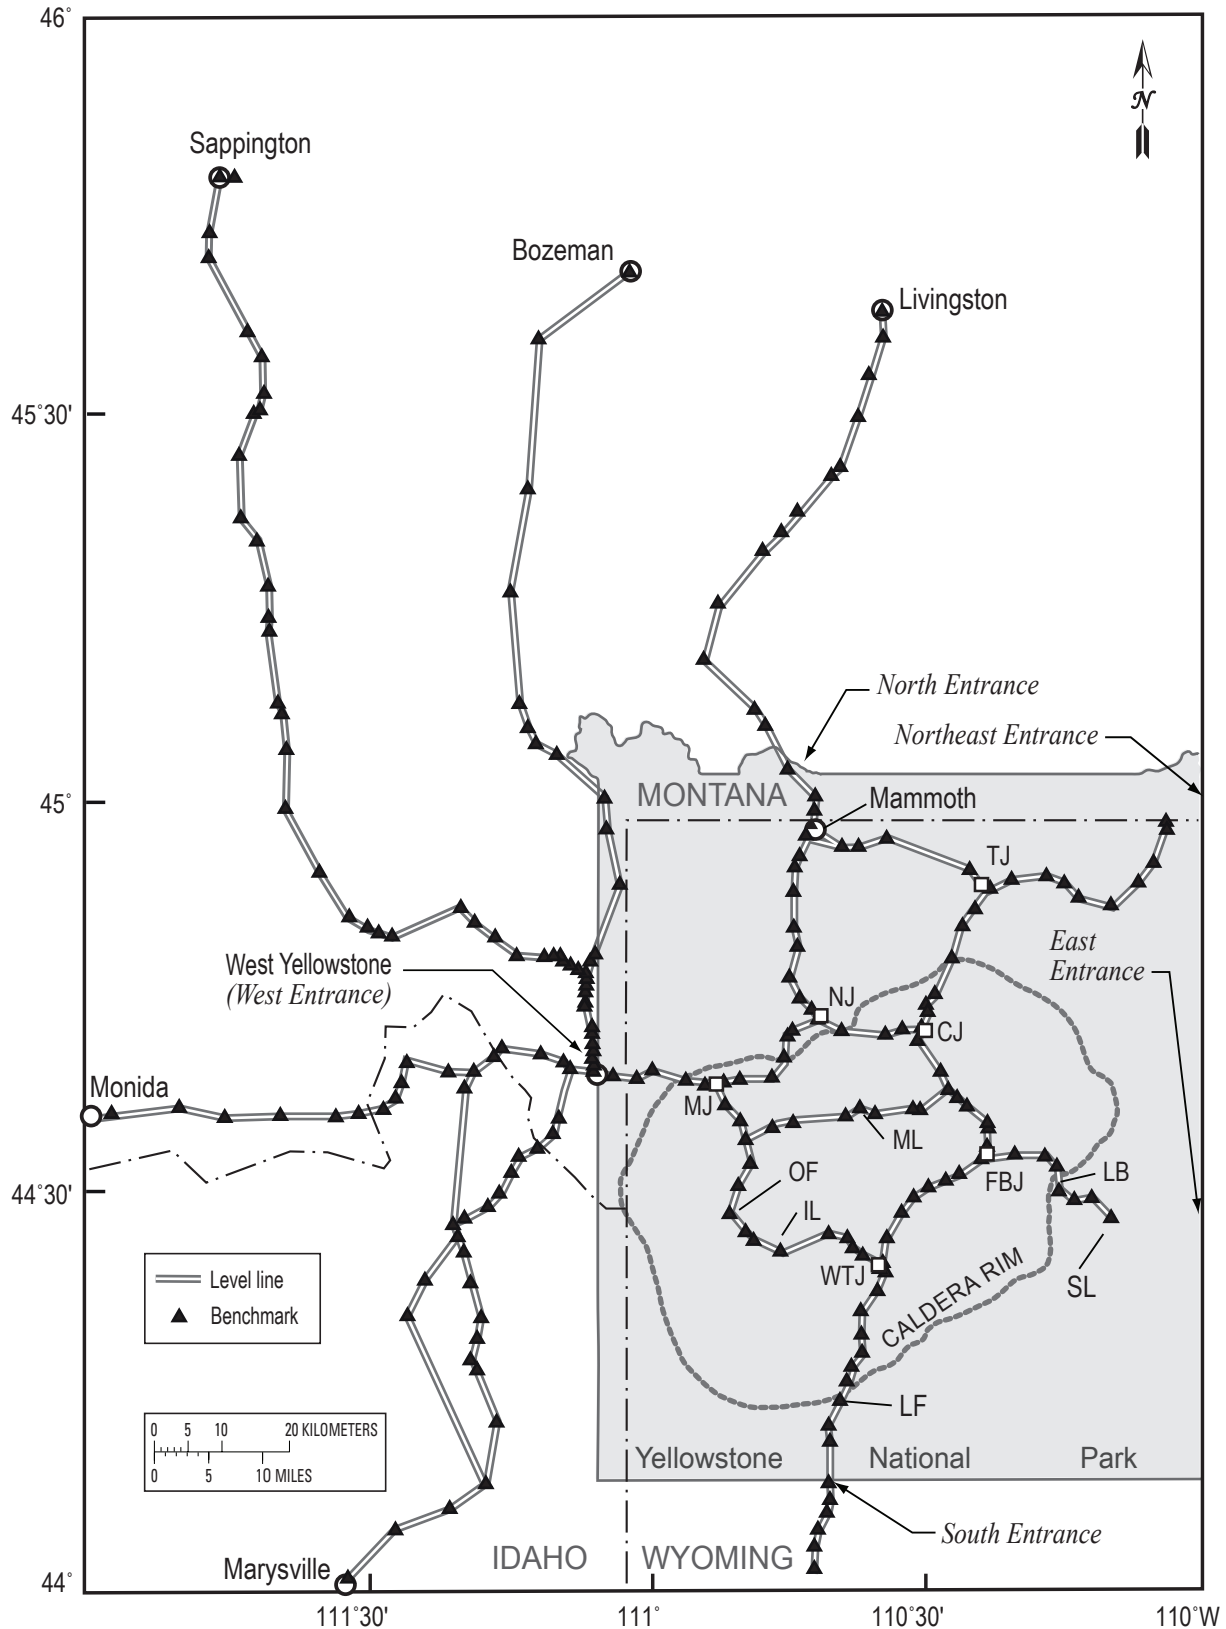 46°
N
Sappington
Bozeman
Livingston
45°30'
North Entrance
Northeast Entrance
45°
MONTANA
Mammoth
TJ
East
Entrance
West Yellowstone
(West Entrance)
NJ
CJ
Monida
MJ
ML
OF
FBJ
LB
44°30'
IL
WTJ
SL
CALDERA RIM
Level line
Benchmark
LF
0 5 10 20 KILOMETERS
0 5 10 MILES
Yellowstone National Park
South Entrance
IDAHO WYOMING
Marysville
44°
111°30' 111° 110°30' 110°W